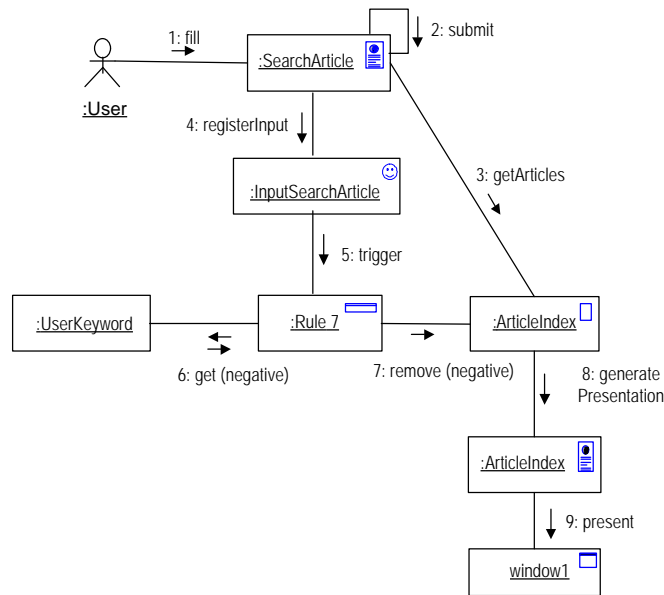 1: fill
2: submit
:SearchArticle
:User
4: registerInput
3: getArticles
:InputSearchArticle
5: trigger
:UserKeyword
:Rule 7
:ArticleIndex
6: get (negative)
7: remove (negative)
8: generate
Presentation
:ArticleIndex
9: present
window1